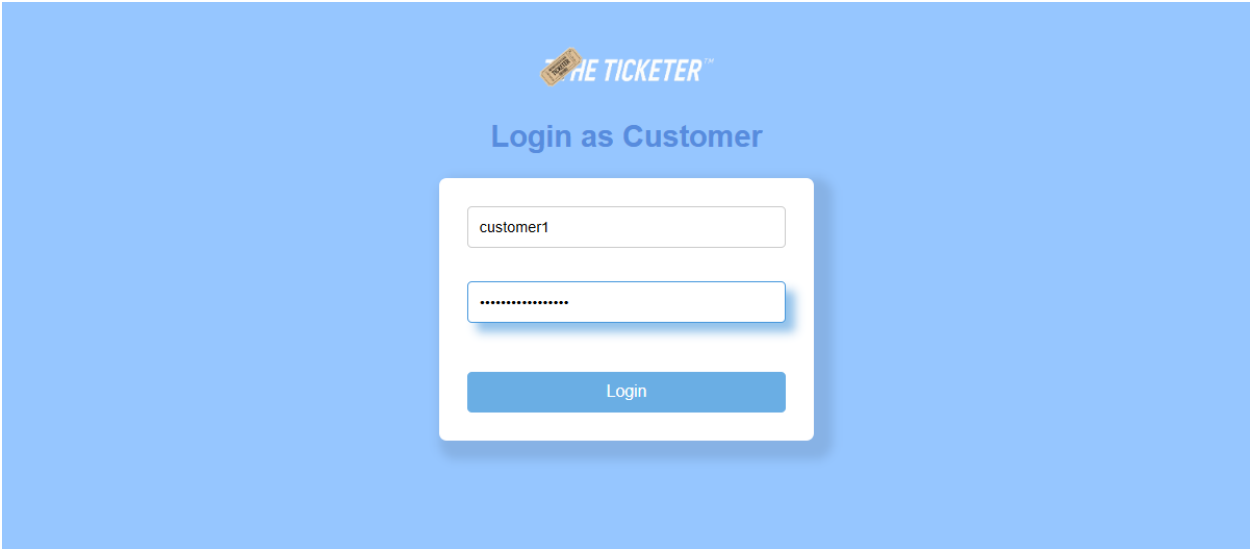 THE TICKETER™
Login as Customer
customer1
•••••••••••••••••
Login